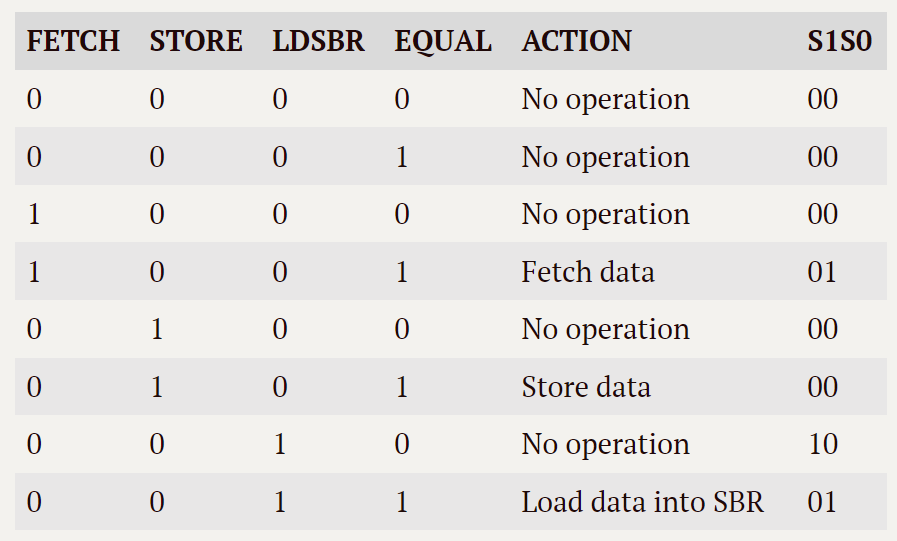 FETCH STORE LDSBR EQUAL ACTION S1S0
0 0 0 0 No operation 00
0 0 0 1 No operation 00
1 0 0 0 No operation 00
1 0 0 1 Fetch data 01
0 1 0 0 No operation 00
0 1 0 1 Store data 00
0 0 1 0 No operation 10
0 0 1 1 Load data into SBR 01